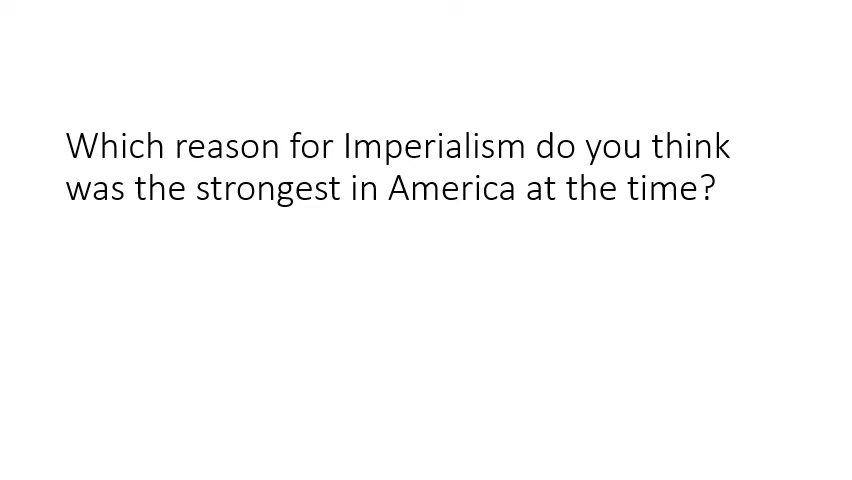 Which reason for Imperialism do you think
was the strongest in America at the time?